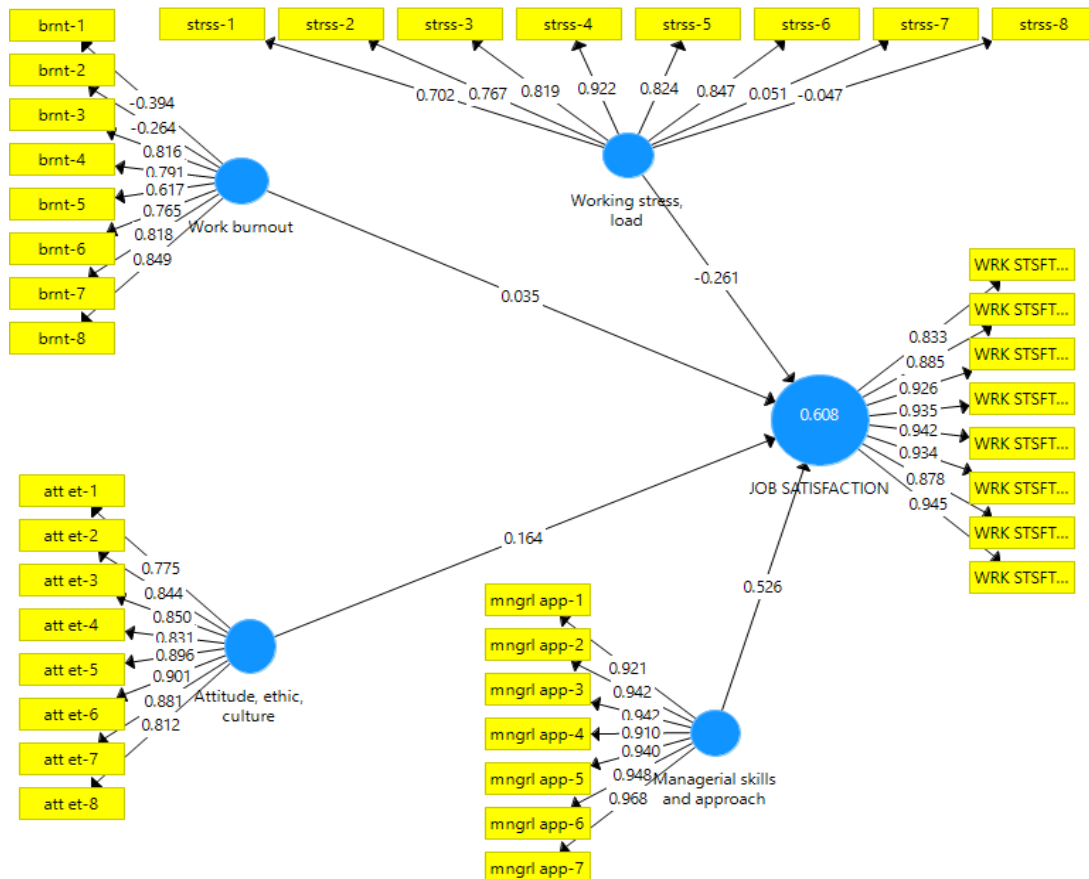 brnt-1
brnt-2
brnt-3
brnt-4
brnt-5
brnt-6
brnt-7
brnt-8
-0.394
-0.264
0.816
0.791
0.617
0.765
0.818
0.849
Work burnout
strss-1
strss-2
strss-3
strss-4
strss-5
strss-6
strss-7
strss-8
0.702
0.767
0.819
0.922
0.824
0.847
0.051
-0.047
Working stress,
load
0.035
-0.261
0.164
0.526
0.608
JOB SATISFACTION
WRK STSFT...
WRK STSFT...
WRK STSFT...
WRK STSFT...
WRK STSFT...
WRK STSFT...
WRK STSFT...
WRK STSFT...
0.833
0.885
0.926
0.935
0.942
0.934
0.878
0.945
att et-1
att et-2
att et-3
att et-4
att et-5
att et-6
att et-7
att et-8
0.775
0.844
0.850
0.831
0.896
0.901
0.881
0.812
Attitude, ethic,
culture
mngrl app-1
mngrl app-2
mngrl app-3
mngrl app-4
mngrl app-5
mngrl app-6
mngrl app-7
0.921
0.942
0.942
0.910
0.940
0.948
0.968
Managerial skills
and approach